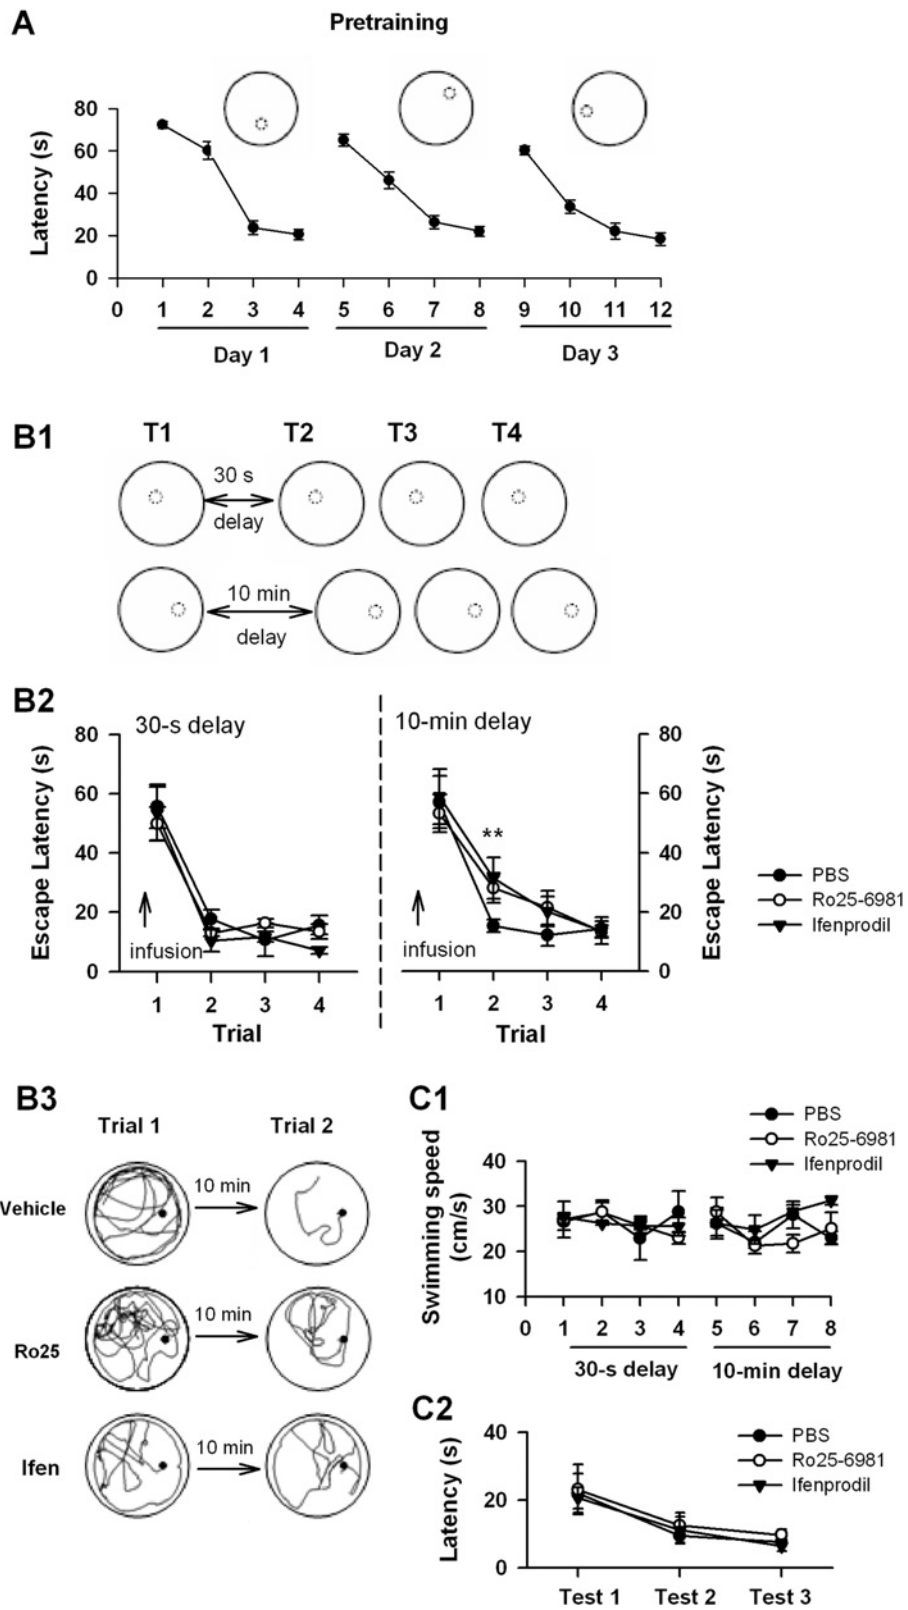 A
Pretraining
Latency (s)
80
60
40
20
0
0 1 2 3 4 5 6 7 8 9 10 11 12
Day 1 Day 2 Day 3
B1
T1 T2 T3 T4
30 s
delay
10 min
delay
B2
30-s delay
10-min delay
Escape Latency (s)
80
60
40
20
0
infusion
1 2 3 4
Trial
**
infusion
1 2 3 4
Trial
80
60
40
20
0
Escape Latency (s)
PBS
Ro25-6981
Ifenprodil
B3
Trial 1 Trial 2
Vehicle
10 min
Ro25
10 min
Ifen
10 min
C1
PBS
Ro25-6981
Ifenprodil
Swimming speed
(cm/s)
40
30
20
10
0 1 2 3 4 5 6 7 8
30-s delay 10-min delay
C2
PBS
Ro25-6981
Ifenprodil
Latency (s)
40
20
0
Test 1 Test 2 Test 3